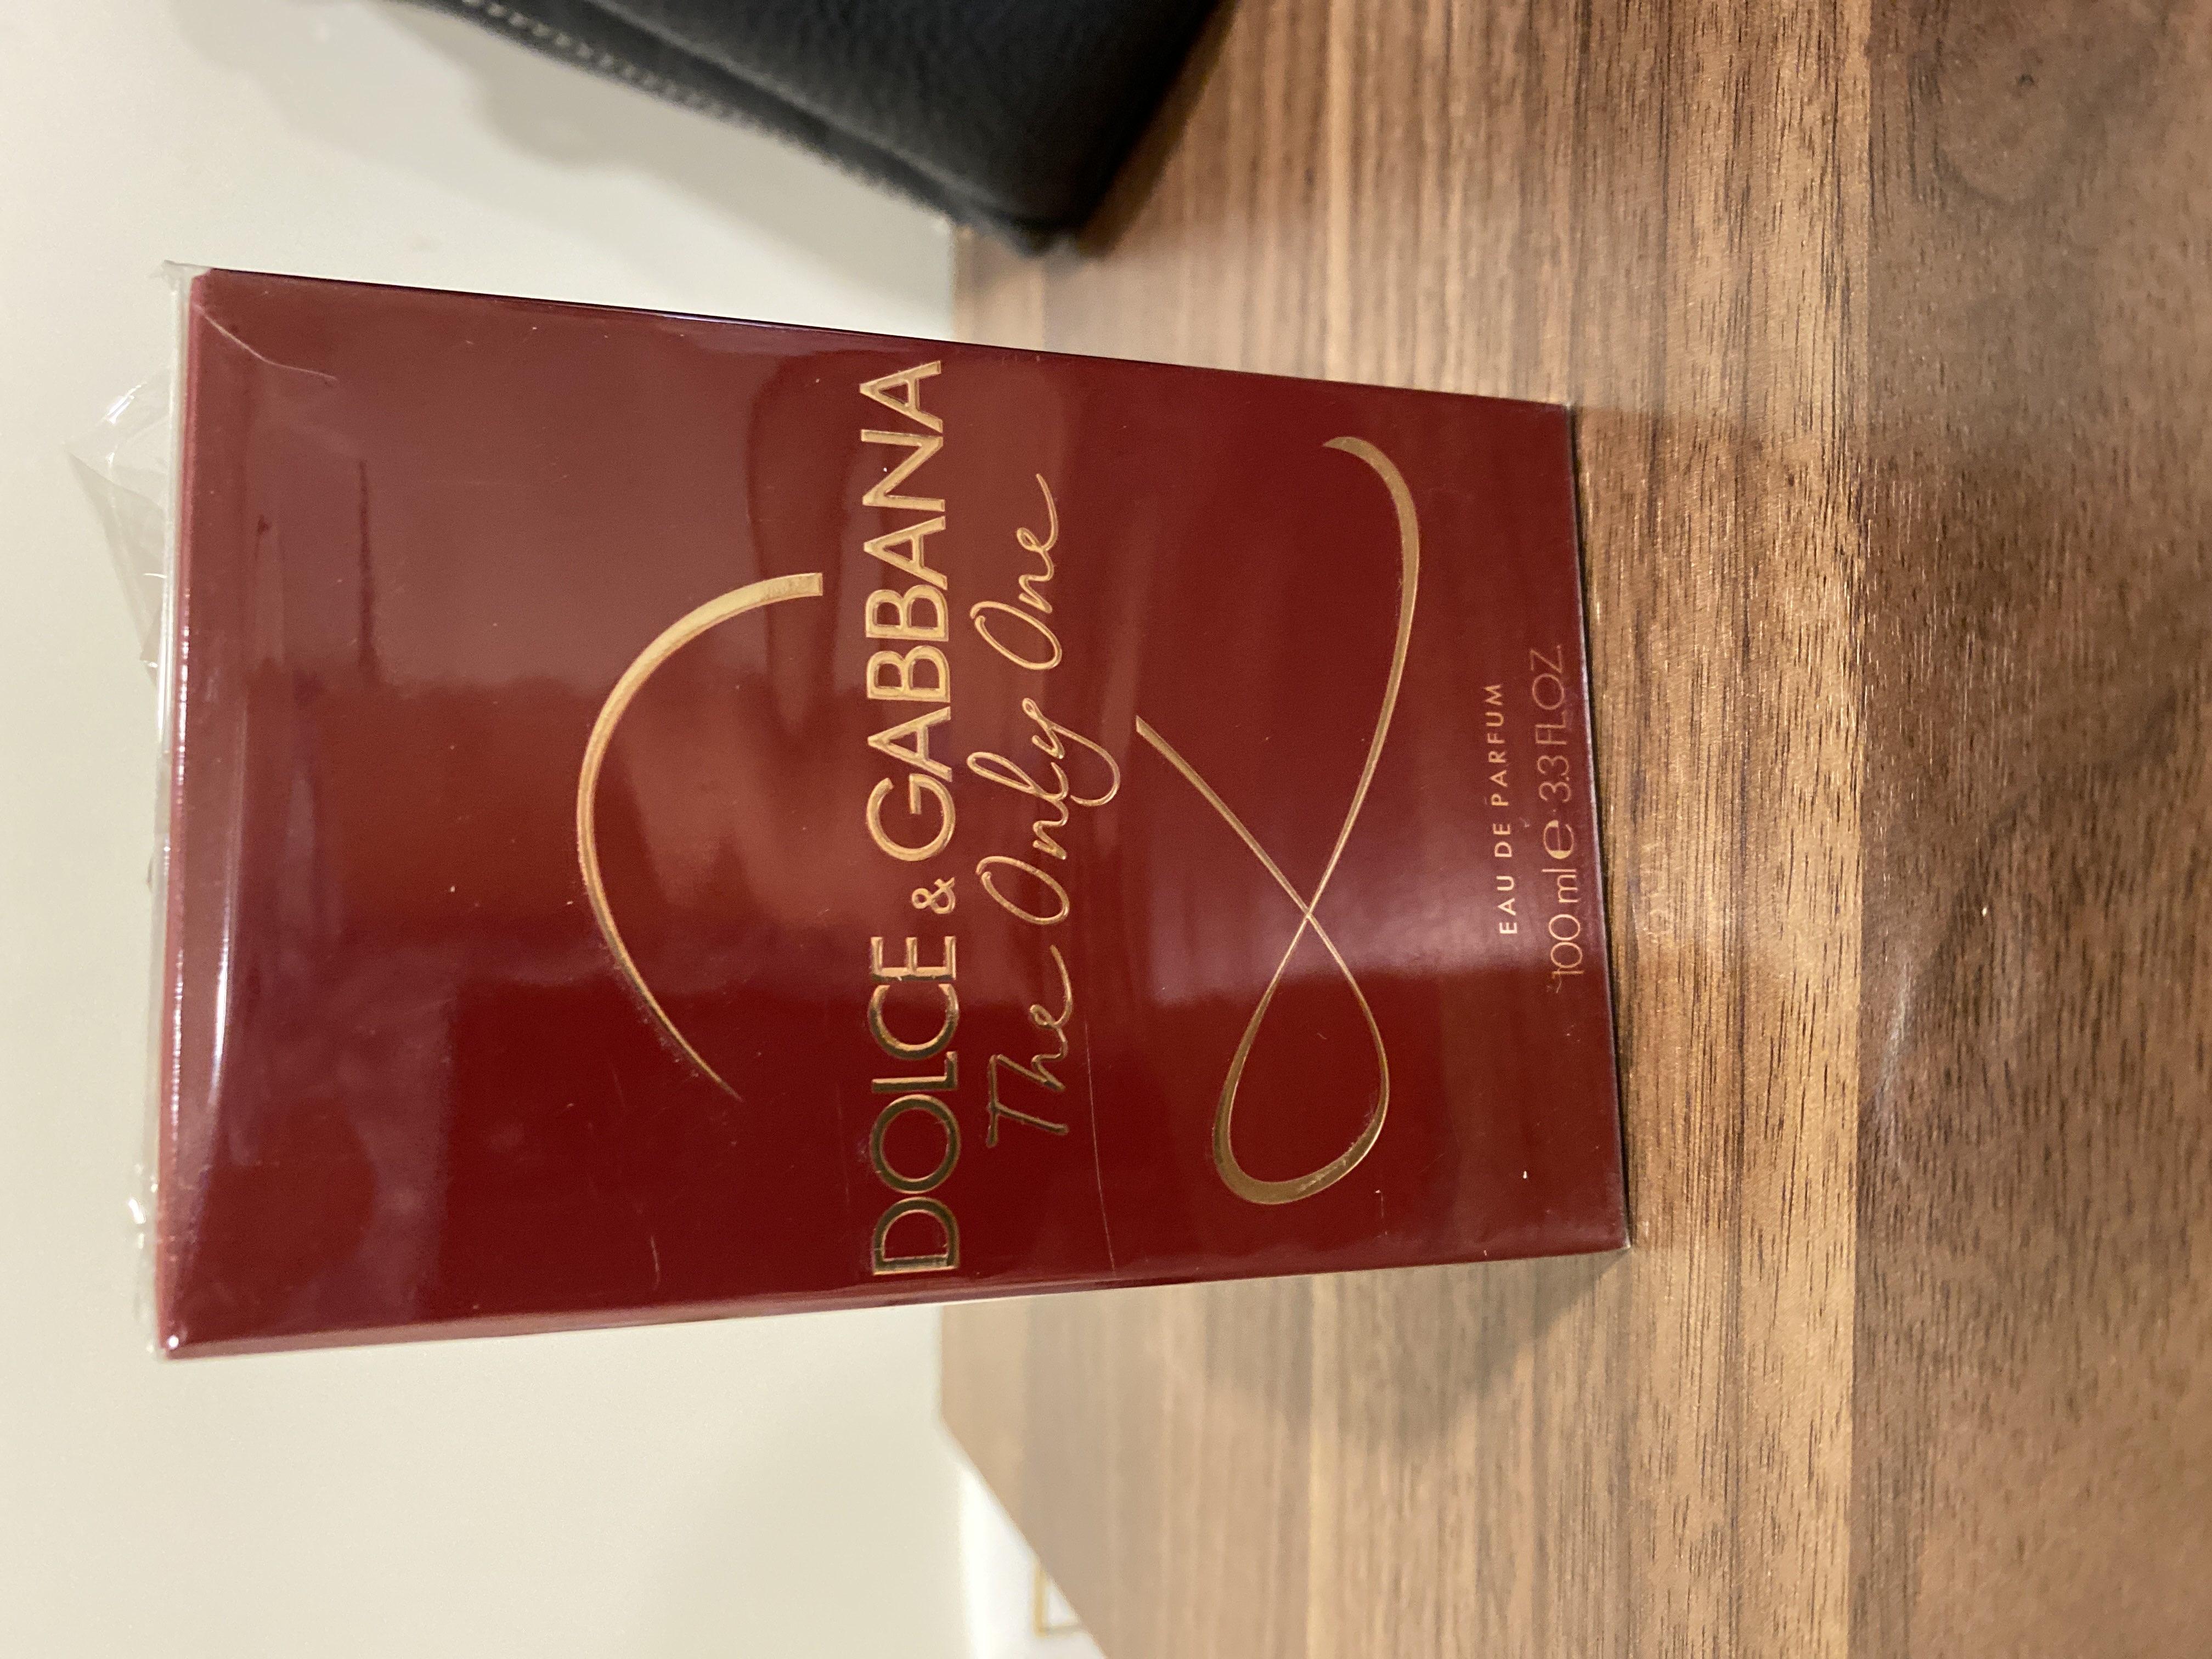 DOLCE & GABBANA
The Only One
EAU DE PARFUM
100 ml e 3.3 FL.OZ.